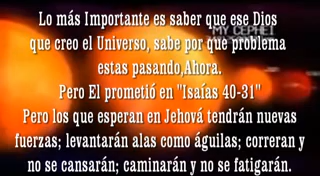 Lo más Importante es saber que ese Dios
que creo el Universo, sabe por que problema
estas pasando,Ahora.
Pero El prometió en "Isaías 40-31"
Pero los que esperan en Jehová tendrán nuevas
fuerzas; levantarán alas como águilas; correran y
no se cansarán; caminarán y no se fatigarán.
MY CEPHEI